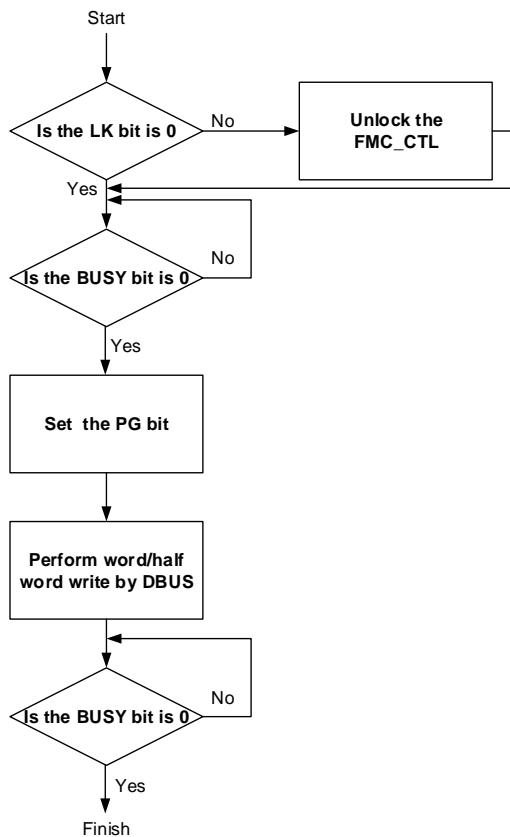 Start
Is the LK bit is 0
No
Unlock the
FMC_CTL
Yes
No
Is the BUSY bit is 0
Yes
Set the PG bit
Perform word/half
word write by DBUS
No
Is the BUSY bit is 0
Yes
Finish